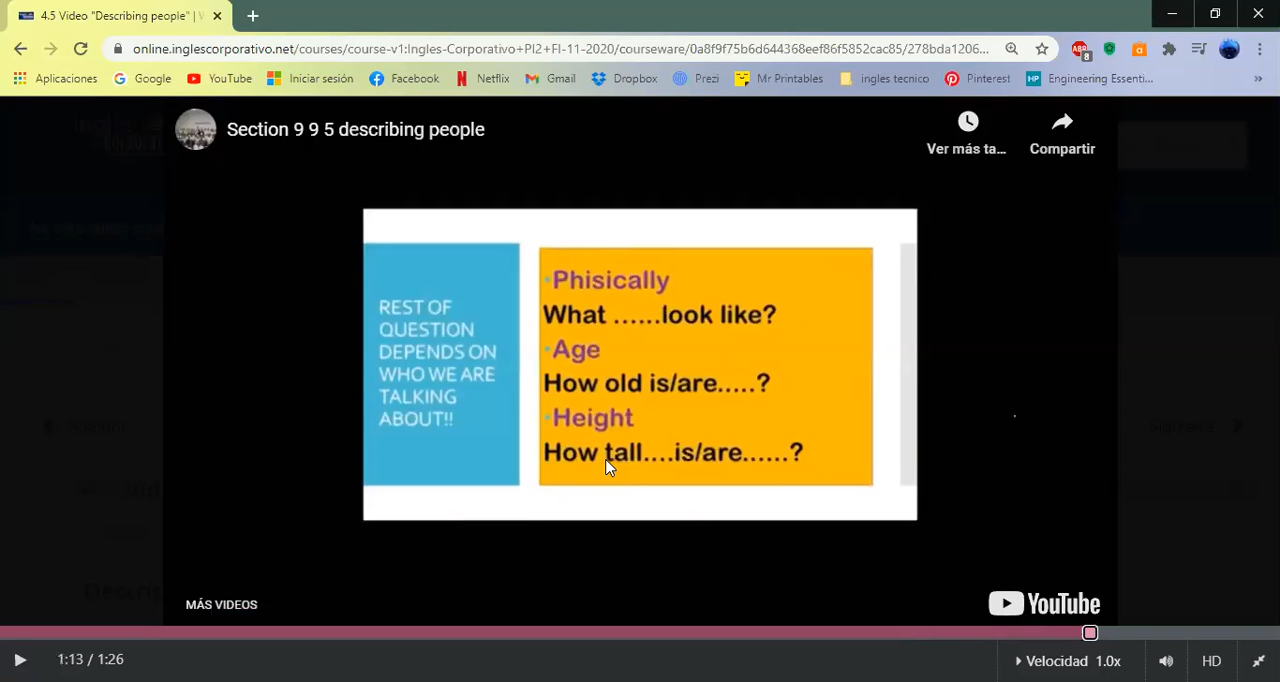 4.5 Video "Describing people" |
online.inglescorporativo.net/courses/course-v1:Ingles-Corporativo+PI2+FI-11-2020/courseware/0a8f9f75b6d644368eef86f5852cac85/278bda1206...
8
Aplicaciones
Google
YouTube
Iniciar sesión
Facebook
Netflix
Gmail
Dropbox
Prezi
Mr Printables
ingles tecnico
Pinterest
HP
Engineering Essenti...
Section 9 9 5 describing people
Ver más ta...
Compartir
REST OF
QUESTION
DEPENDS ON
WHO WE ARE
TALKING
ABOUT!!
•Phisically
What ......look like?
•Age
How old is/are.....?
•Height
How tall....is/are......?
MÁS VIDEOS
YouTube
1:13 / 1:26
Velocidad 1.0x
HD